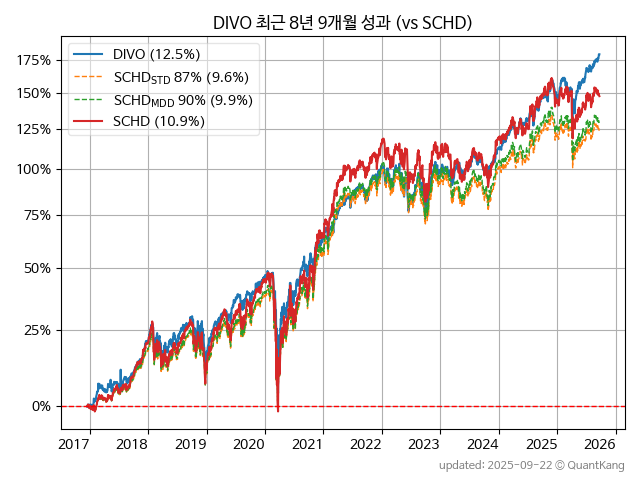 DIVO 최근 8년 9개월 성과 (vs SCHD)
DIVO (12.5%)
SCHD_STD 87% (9.6%)
SCHD_MDD 90% (9.9%)
SCHD (10.9%)
175%
150%
125%
100%
75%
50%
25%
0%
2017 2018 2019 2020 2021 2022 2023 2024 2025 2026
updated: 2025-09-22 © QuantKang